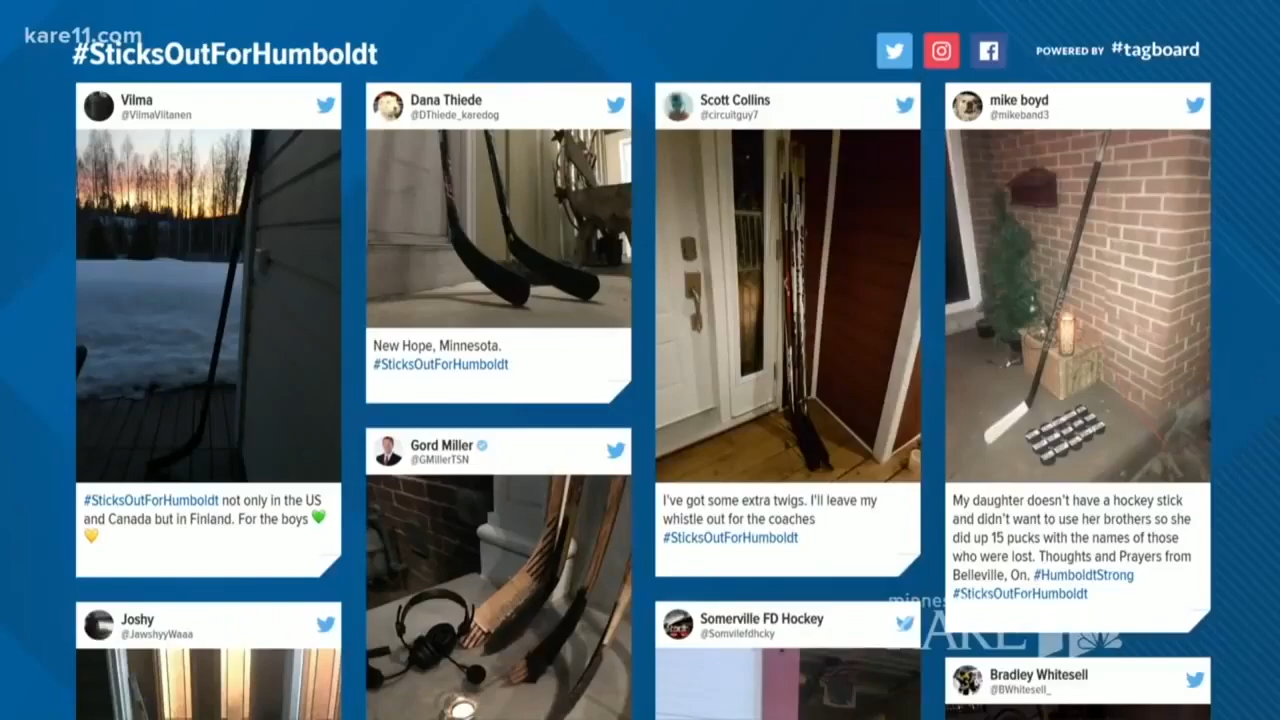 kare11.com
#SticksOutForHumboldt
POWERED BY #tagboard
Vilma
@VilmaViitanen
#SticksOutForHumboldt not only in the US
and Canada but in Finland. For the boys 💚
💛
Joshy
@JawshyyWaaa
Dana Thiede
@DThiede_karedog
New Hope, Minnesota.
#SticksOutForHumboldt
Gord Miller
@GMillerTSN
Scott Collins
@circuitguy7
I've got some extra twigs. I'll leave my
whistle out for the coaches
#SticksOutForHumboldt
Somerville FD Hockey
@Somvilefdhcky
mike boyd
@mikeband3
My daughter doesn't have a hockey stick
and didn't want to use her brothers so she
did up 15 pucks with the names of those
who were lost. Thoughts and Prayers from
Belleville, On. #HumboldtStrong
#SticksOutForHumboldt
KARE 11
Bradley Whitesell
@BWhitesell_